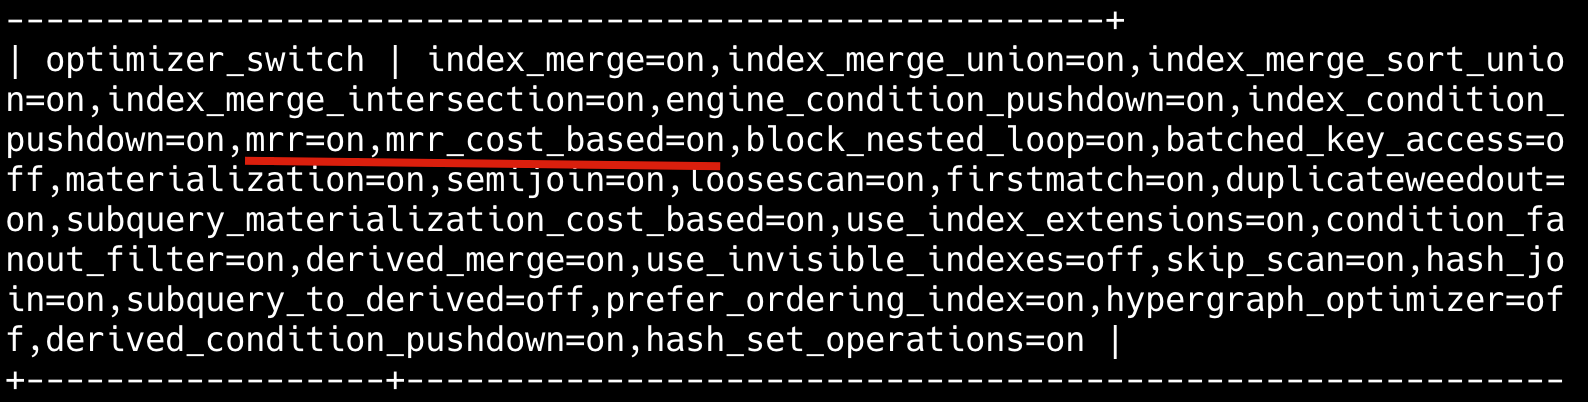 -------------------------------------------------------+
| optimizer_switch | index_merge=on,index_merge_union=on,index_merge_sort_unio
n=on,index_merge_intersection=on,engine_condition_pushdown=on,index_condition_
pushdown=on,mrr=on,mrr_cost_based=on,block_nested_loop=on,batched_key_access=o
ff,materialization=on,semijoin=on,loosescan=on,firstmatch=on,duplicateweedout=
on,subquery_materialization_cost_based=on,use_index_extensions=on,condition_fa
nout_filter=on,derived_merge=on,use_invisible_indexes=off,skip_scan=on,hash_jo
in=on,subquery_to_derived=off,prefer_ordering_index=on,hypergraph_optimizer=of
f,derived_condition_pushdown=on,hash_set_operations=on |
+------------------+----------------------------------------------------------